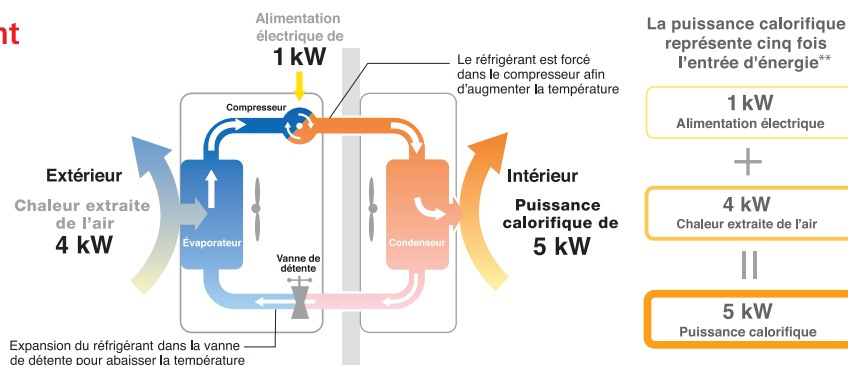 nt
Alimentation
électrique de
1 kW
Compresseur
Le réfrigérant est forcé
dans le compresseur afin
d'augmenter la température
Extérieur
Chaleur extraite
de l'air
4 kW
Évaporateur
Vanne de
détente
Condenseur
Intérieur
Puissance
calorifique de
5 kW
Expansion du réfrigérant dans la vanne
de détente pour abaisser la température
La puissance calorifique
représente cinq fois
l'entrée d'énergie**
1 kW
Alimentation électrique
+
4 kW
Chaleur extraite de l'air
=
5 kW
Puissance calorifique